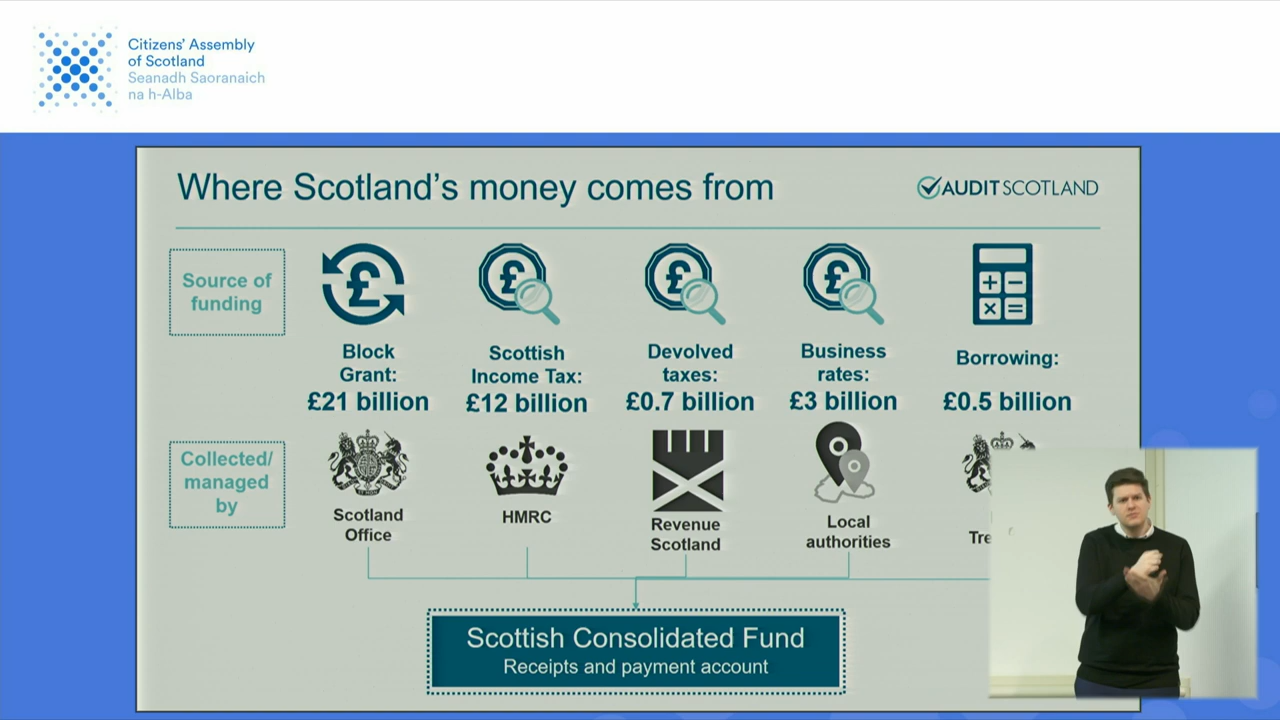 Citizens' Assembly
of Scotland
Seanadh Saoranaich
na h-Alba
Where Scotland's money comes from
AUDIT SCOTLAND
Source of
funding
Block
Grant:
£21 billion
Scottish
Income Tax:
£12 billion
Devolved
taxes:
£0.7 billion
Business
rates:
£3 billion
Borrowing:
£0.5 billion
Collected/
managed
by
Scotland
Office
HMRC
Revenue
Scotland
Local
authorities
Scottish Consolidated Fund
Receipts and payment account